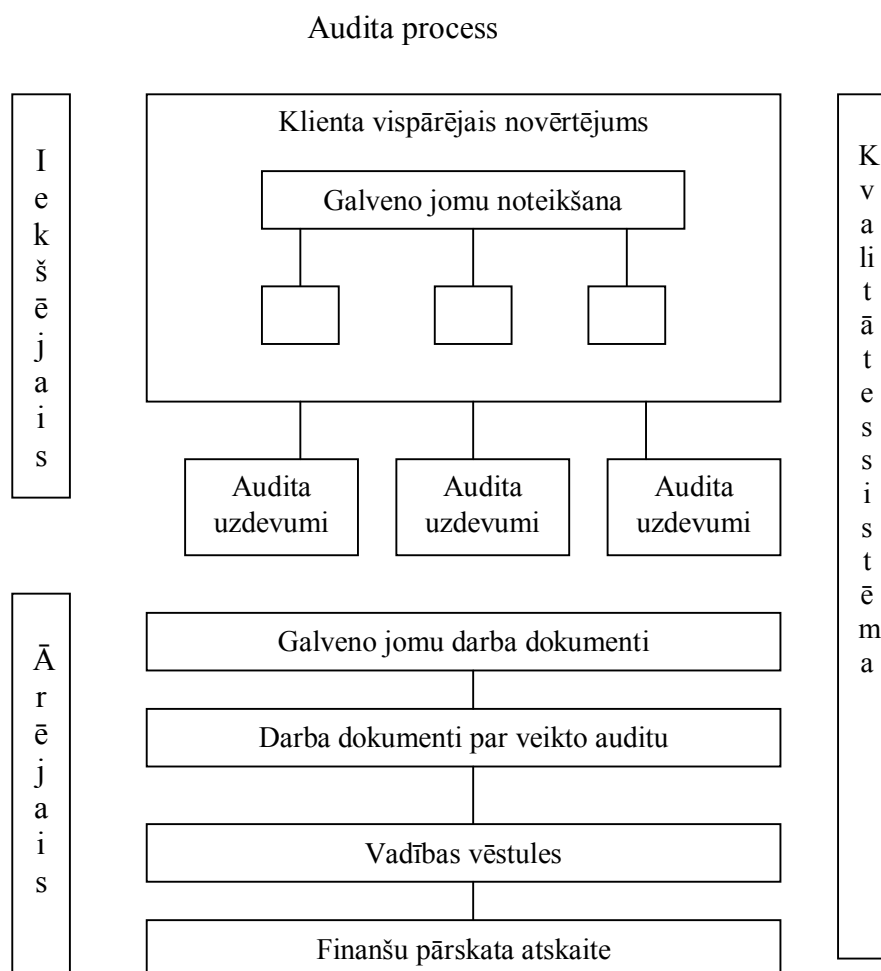 Audita process
Iekšējais
Klienta vispārējais novērtējums
Galveno jomu noteikšana
Audita
uzdevumi
Audita
uzdevumi
Audita
uzdevumi
Ārējais
Galveno jomu darba dokumenti
Darba dokumenti par veikto auditu
Vadības vēstules
Finanšu pārskata atskaite
Kvalitātes sistēma